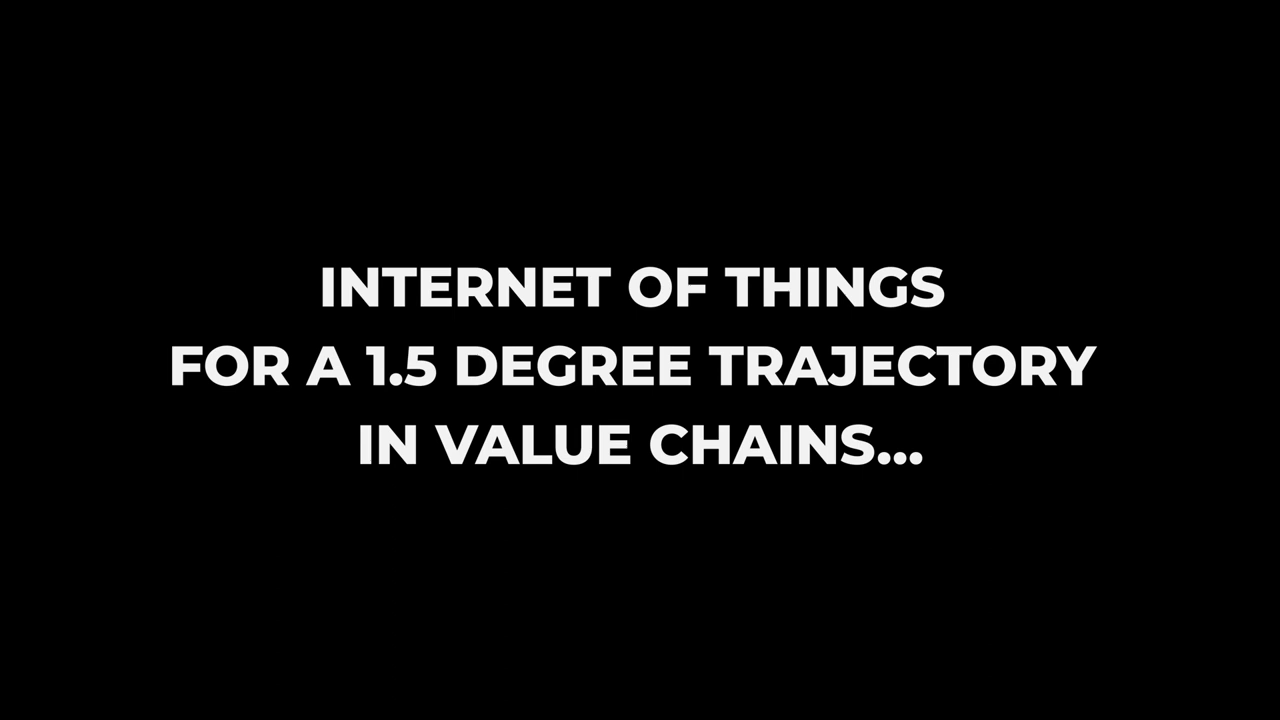 INTERNET OF THINGS
FOR A 1.5 DEGREE TRAJECTORY
IN VALUE CHAINS...